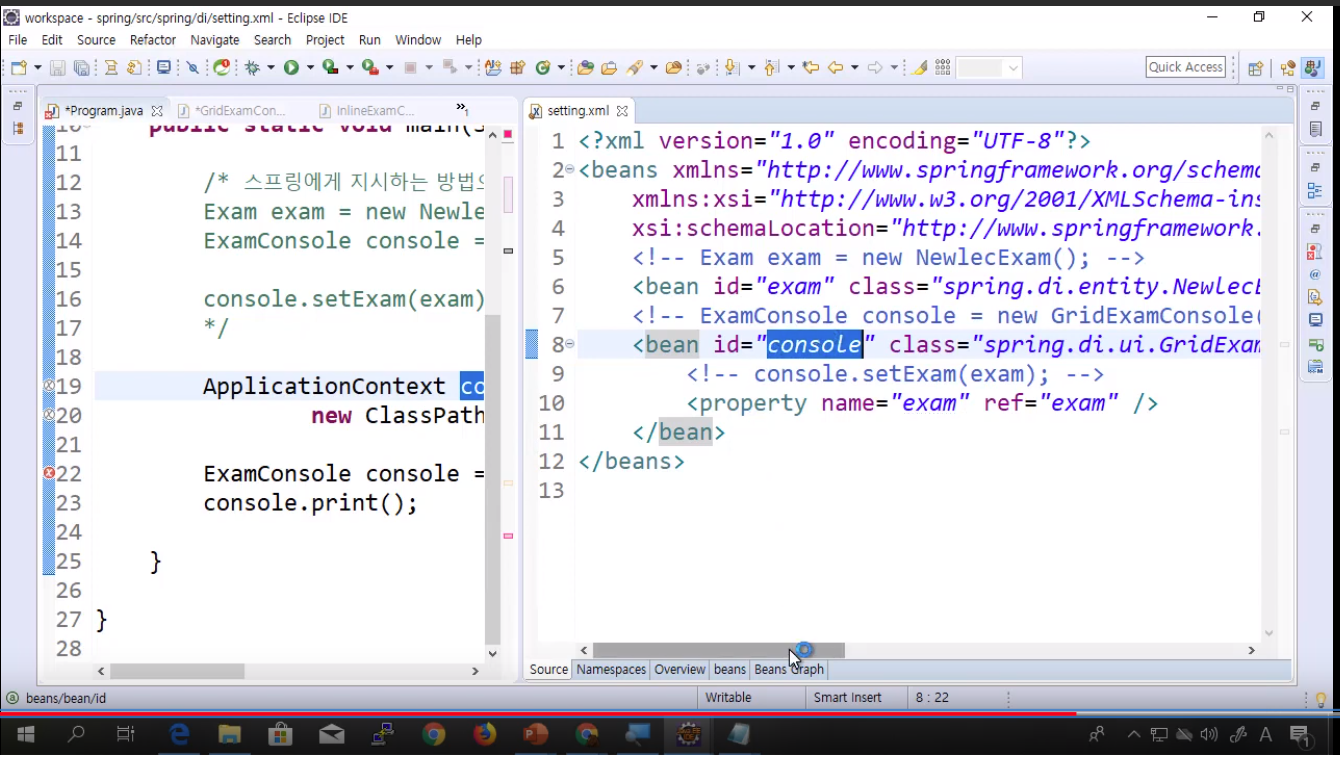 workspace - spring/src/spring/di/setting.xml - Eclipse IDE
File Edit Source Refactor Navigate Search Project Run Window Help
Quick Access
*Program.java
*GridExamCon...
InlineExamC...
»1
setting.xml
10 public static void main(S
11
12 /* 스프링에게 지시하는 방법으
13 Exam exam = new Newle
14 ExamConsole console =
15
16 console.setExam(exam)
17 */
18
19 ApplicationContext co
20 new ClassPath
21
22 ExamConsole console =
23 console.print();
24
25 }
26
27 }
28
1 <?xml version="1.0" encoding="UTF-8"?>
2 <beans xmlns="http://www.springframework.org/schema
3 xmlns:xsi="http://www.w3.org/2001/XMLSchema-ins
4 xsi:schemaLocation="http://www.springframework.
5 <!-- Exam exam = new NewlecExam(); -->
6 <bean id="exam" class="spring.di.entity.NewlecE
7 <!-- ExamConsole console = new GridExamConsole(
8 <bean id="console" class="spring.di.ui.GridExam
9 <!-- console.setExam(exam); -->
10 <property name="exam" ref="exam" />
11 </bean>
12 </beans>
13
Source Namespaces Overview beans Beans Graph
beans/bean/id
Writable
Smart Insert
8 : 22
A
1